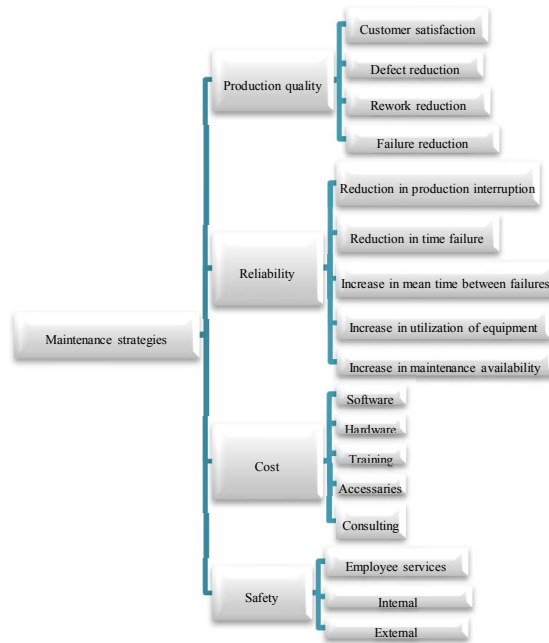 Maintenance strategies
Production quality
Customer satisfaction
Defect reduction
Rework reduction
Failure reduction
Reliability
Reduction in production interruption
Reduction in time failure
Increase in mean time between failures
Increase in utilization of equipment
Increase in maintenance availability
Cost
Software
Hardware
Training
Accessaries
Consulting
Safety
Employee services
Internal
External